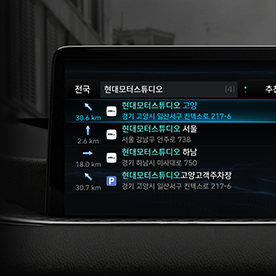 전국 현대모터스튜디오 (4) 추천
현대모터스튜디오 고양
30.6 km 경기 고양시 일산서구 킨텍스로 217-6
현대모터스튜디오 서울
2.6 km 서울 강남구 언주로 738
현대모터스튜디오 하남
18.0 km 경기 하남시 미사대로 750
현대모터스튜디오고양고객주차장
P
30.7 km 경기 고양시 일산서구 킨텍스로 217-6